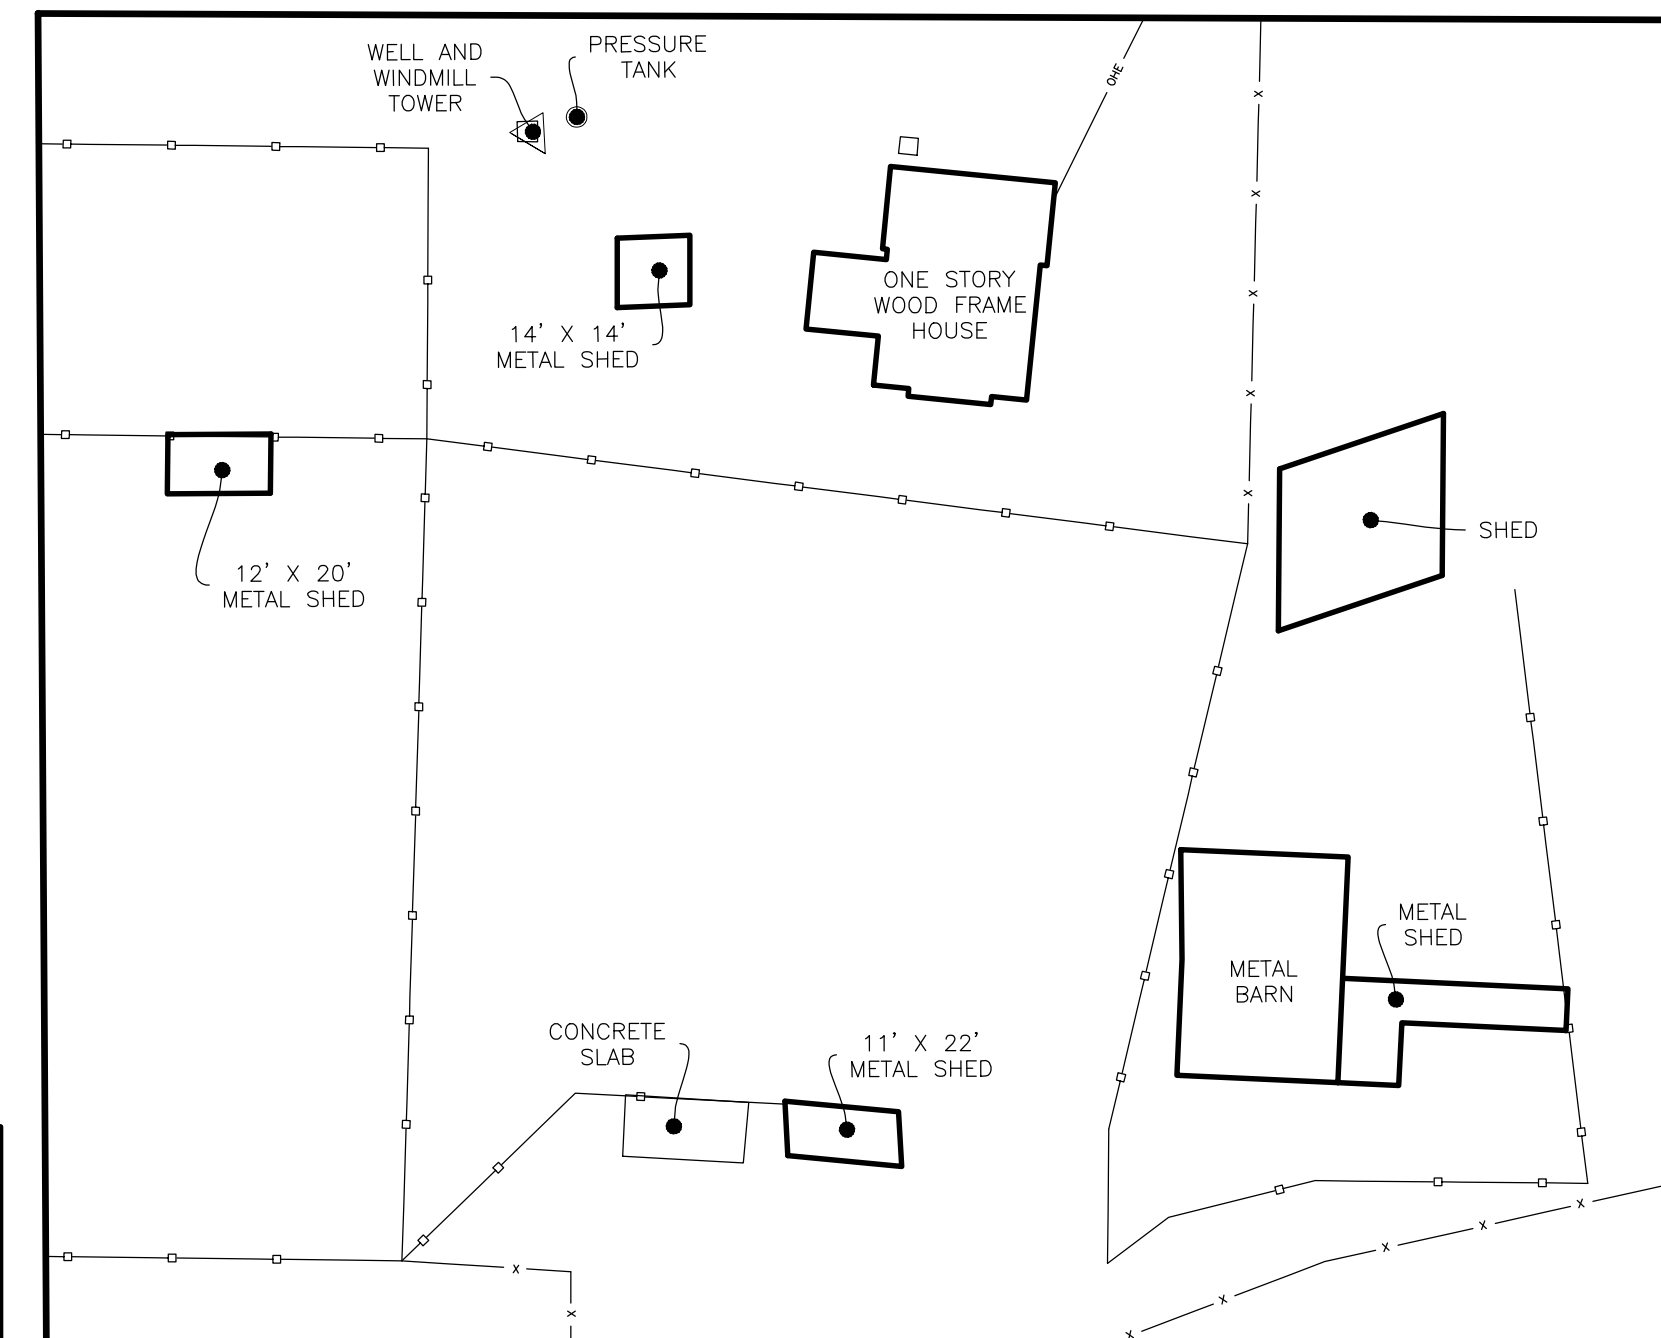 WELL AND
WINDMILL
TOWER
PRESSURE
TANK
OHE
ONE STORY
WOOD FRAME
HOUSE
14' X 14'
METAL SHED
SHED
12' X 20'
METAL SHED
METAL
SHED
METAL
BARN
CONCRETE
SLAB
11' X 22'
METAL SHED